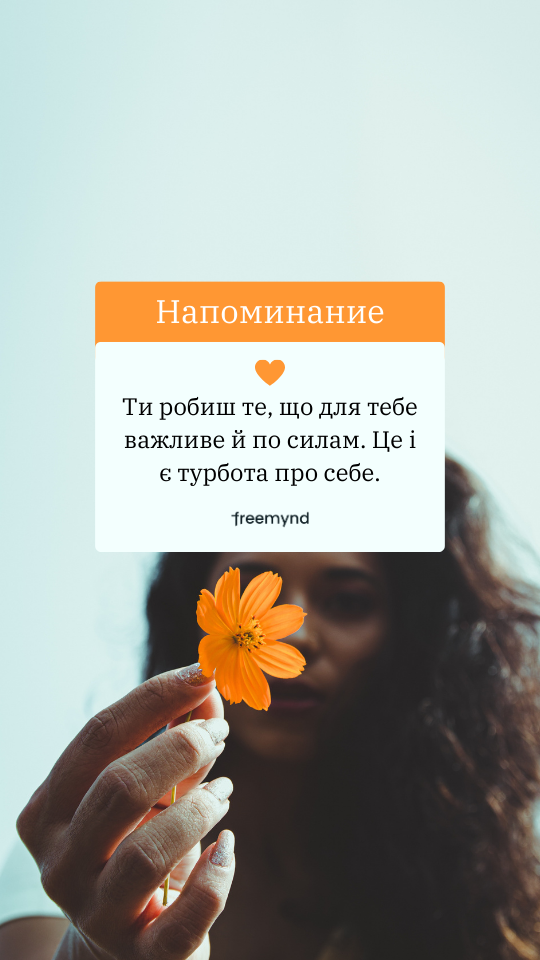 Напоминание
Ти робиш те, що для тебе
важливе й по силам. Це і
є турбота про себе.
freemynd